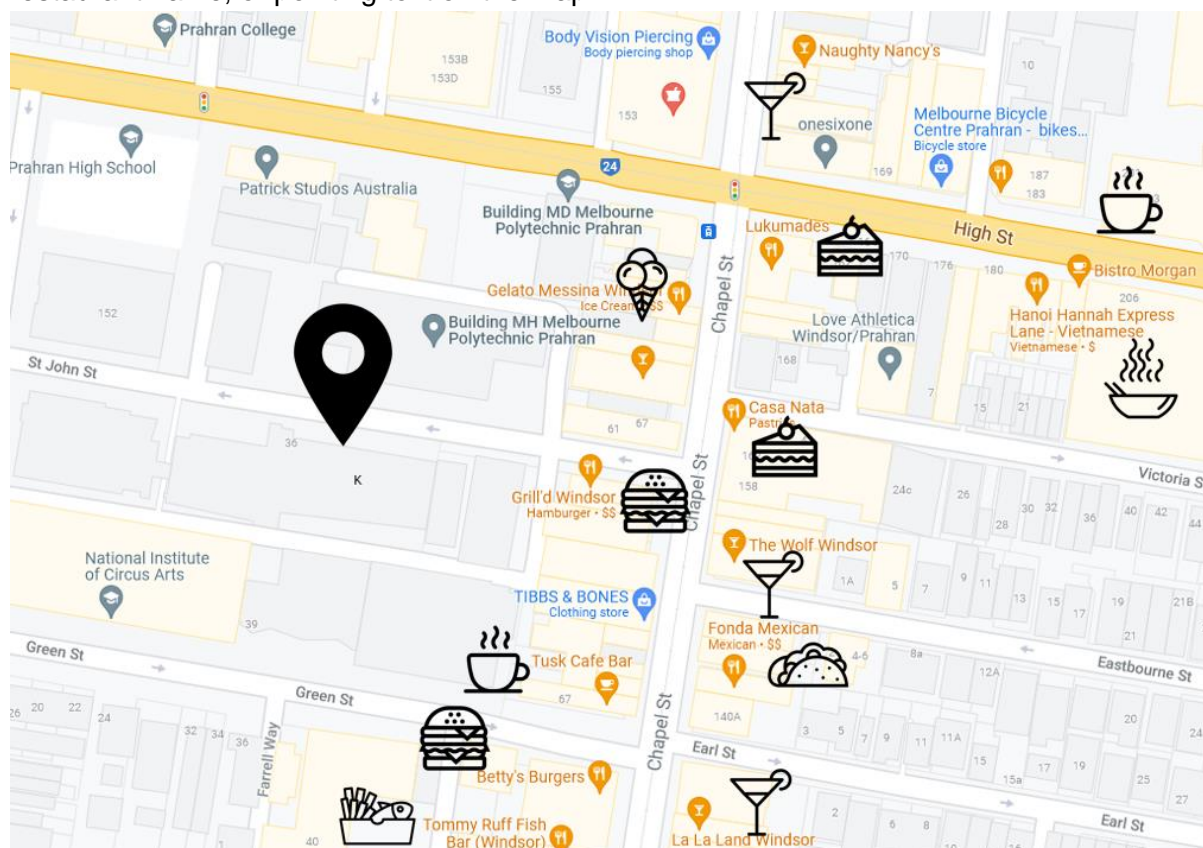 Prahran College
Body Vision Piercing
Body piercing shop
Naughty Nancy's
153B
153D
155
153
10
onesixone
Melbourne Bicycle
Centre Prahran - bikes...
Bicycle store
169
187
183
Prahran High School
Patrick Studios Australia
24
Building MD Melbourne
Polytechnic Prahran
High St
Lukumades
170
176
180
Bistro Morgan
206
Gelato Messina
Ice Cream
Chapel St
152
Building MH Melbourne
Polytechnic Prahran
Love Athletica
Windsor/Prahran
Hanoi Hannah Express
Lane - Vietnamese
Vietnamese • $
168
7
15
21
St John St
Casa Nata
61
67
36
K
Victoria S
Grill'd Windsor
Hamburger • $$
Chapel St
158
24c
26
28
30
32
36
40
42
44
National Institute
of Circus Arts
The Wolf Windsor
1A
5
7
9
11
13
15
17
19
21
21B
TIBBS & BONES
Clothing store
39
Fonda Mexican
Mexican • $$
4-6
8a
12A
Eastbourne St
Green St
Tusk Cafe Bar
67
Green St
140A
Chapel St
26
20
22
24
32
34
36
Farrell Way
Earl St
3
5
7
9
11
11A
15
15a
17
19
20
24
25
27
Betty's Burgers
Tommy Ruff Fish
Bar (Windsor)
40
La La Land Windsor
2
6
8
Earl St